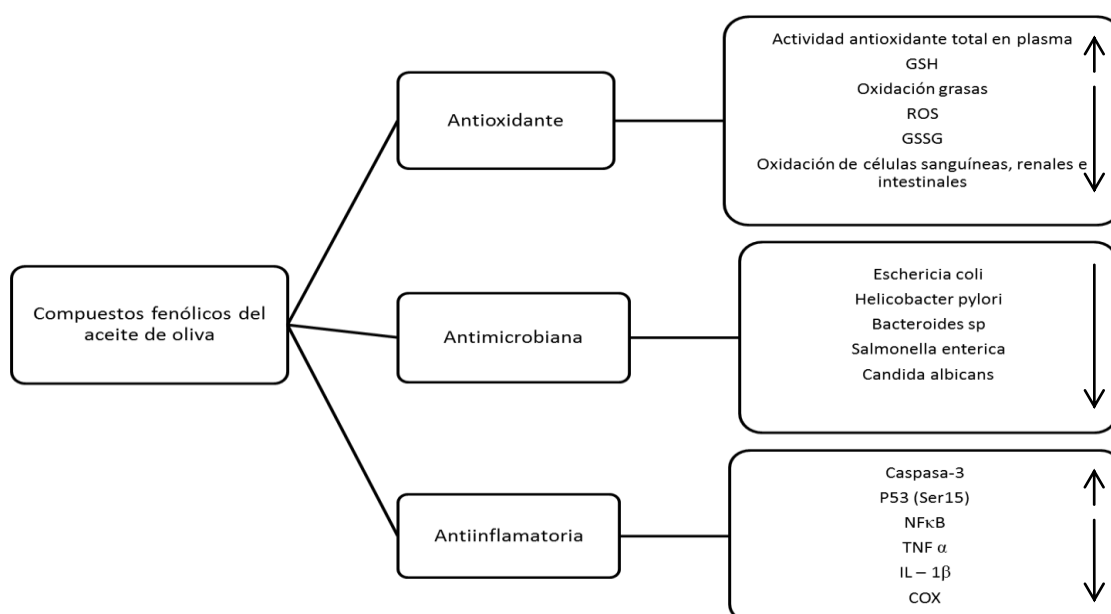 Compuestos fenólicos del
aceite de oliva
Antioxidante
Actividad antioxidante total en plasma
GSH
Oxidación grasas
ROS
GSSG
Oxidación de células sanguíneas, renales e
intestinales
Antimicrobiana
Eschericia coli
Helicobacter pylori
Bacteroides sp
Salmonella enterica
Candida albicans
Antiinflamatoria
Caspasa-3
P53 (Ser15)
NFκB
TNF α
IL – 1β
COX